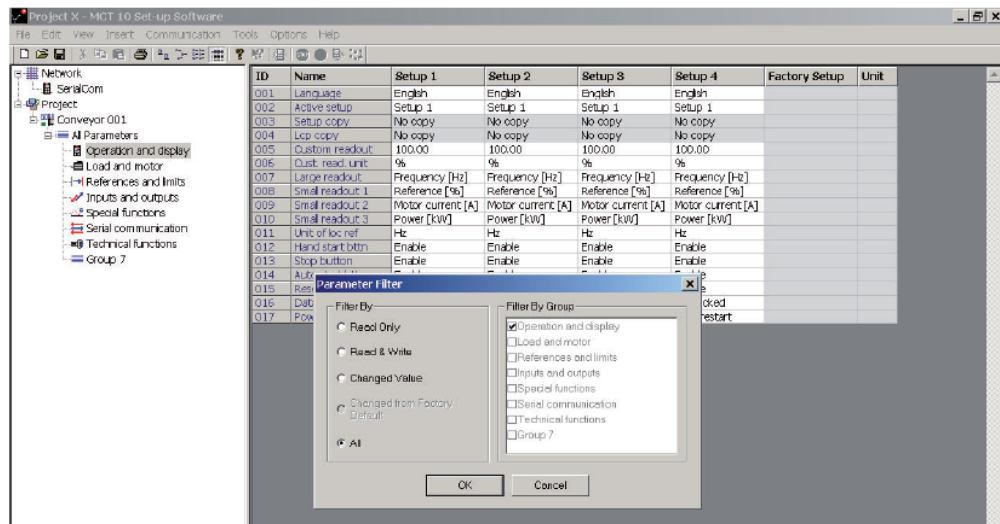 Project X - MCT 10 Set-up Software
File Edit View Insert Communication Tools Options Help
Network
SerialCom
Project
Conveyor 001
All Parameters
Operation and display
Load and motor
References and limits
Inputs and outputs
Special functions
Serial communication
Technical functions
Group 7
ID Name Setup 1 Setup 2 Setup 3 Setup 4 Factory Setup Unit
001 Language English English English English
002 Active setup Setup 1 Setup 1 Setup 1 Setup 1
003 Setup copy No copy No copy No copy No copy
004 Lcp copy No copy No copy No copy No copy
005 Custom readout 100.00 100.00 100.00 100.00
006 Cust. read. unit % % % %
007 Large readout Frequency [Hz] Frequency [Hz] Frequency [Hz] Frequency [Hz]
008 Small readout 1 Reference [%] Reference [%] Reference [%] Reference [%]
009 Small readout 2 Motor current [A] Motor current [A] Motor current [A] Motor current [A]
010 Small readout 3 Power [kW] Power [kW] Power [kW] Power [kW]
011 Unit of loc ref Hz Hz Hz Hz
012 Hand start bttn Enable Enable Enable Enable
013 Stop button Enable Enable Enable Enable
014
015
016
017
Parameter Filter
Filter By
Read Only
Read & Write
Changed Value
Changed from Factory Default
All
Filter By Group
Operation and display
Load and motor
References and limits
Inputs and outputs
Special functions
Serial communication
Technical functions
Group 7
OK Cancel